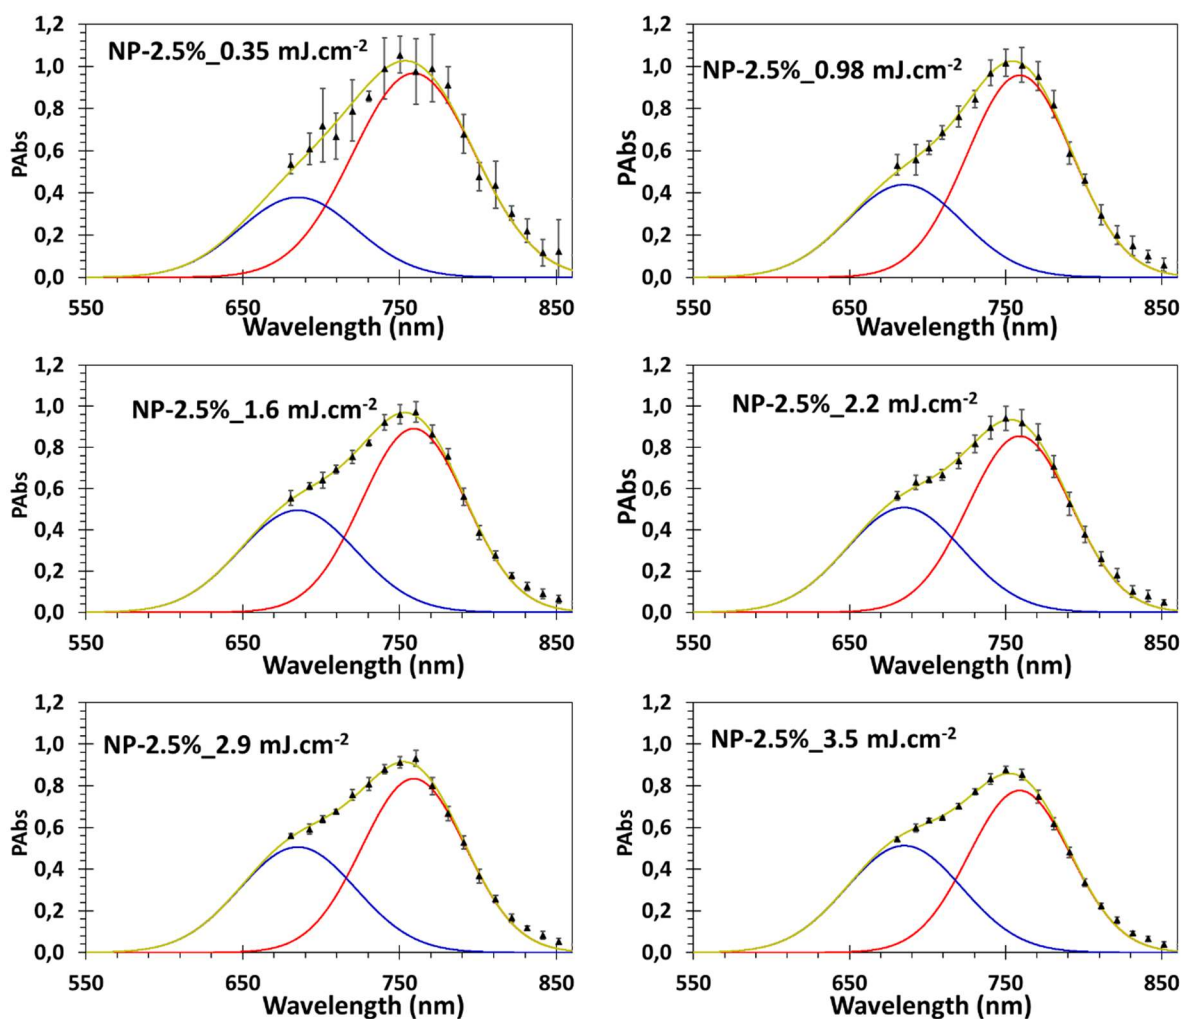 NP-2.5%_0.35 mJ.cm-2
PAbs
1,2
1,0
0,8
0,6
0,4
0,2
0,0
550 650 750 850
Wavelength (nm)
NP-2.5%_0.98 mJ.cm-2
PAbs
1,2
1,0
0,8
0,6
0,4
0,2
0,0
550 650 750 850
Wavelength (nm)
NP-2.5%_1.6 mJ.cm-2
PAbs
1,2
1,0
0,8
0,6
0,4
0,2
0,0
550 650 750 850
Wavelength (nm)
NP-2.5%_2.2 mJ.cm-2
PAbs
1,2
1,0
0,8
0,6
0,4
0,2
0,0
550 650 750 850
Wavelength (nm)
NP-2.5%_2.9 mJ.cm-2
PAbs
1,2
1,0
0,8
0,6
0,4
0,2
0,0
550 650 750 850
Wavelength (nm)
NP-2.5%_3.5 mJ.cm-2
PAbs
1,2
1,0
0,8
0,6
0,4
0,2
0,0
550 650 750 850
Wavelength (nm)